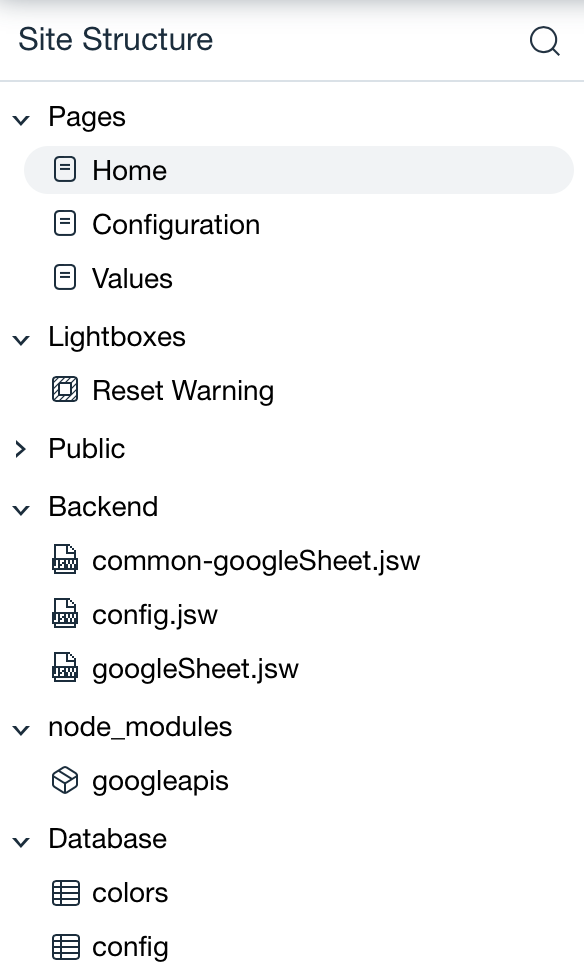 Site Structure
Pages
Home
Configuration
Values
Lightboxes
Reset Warning
Public
Backend
common-googleSheet.jsw
config.jsw
googleSheet.jsw
node_modules
googleapis
Database
colors
config